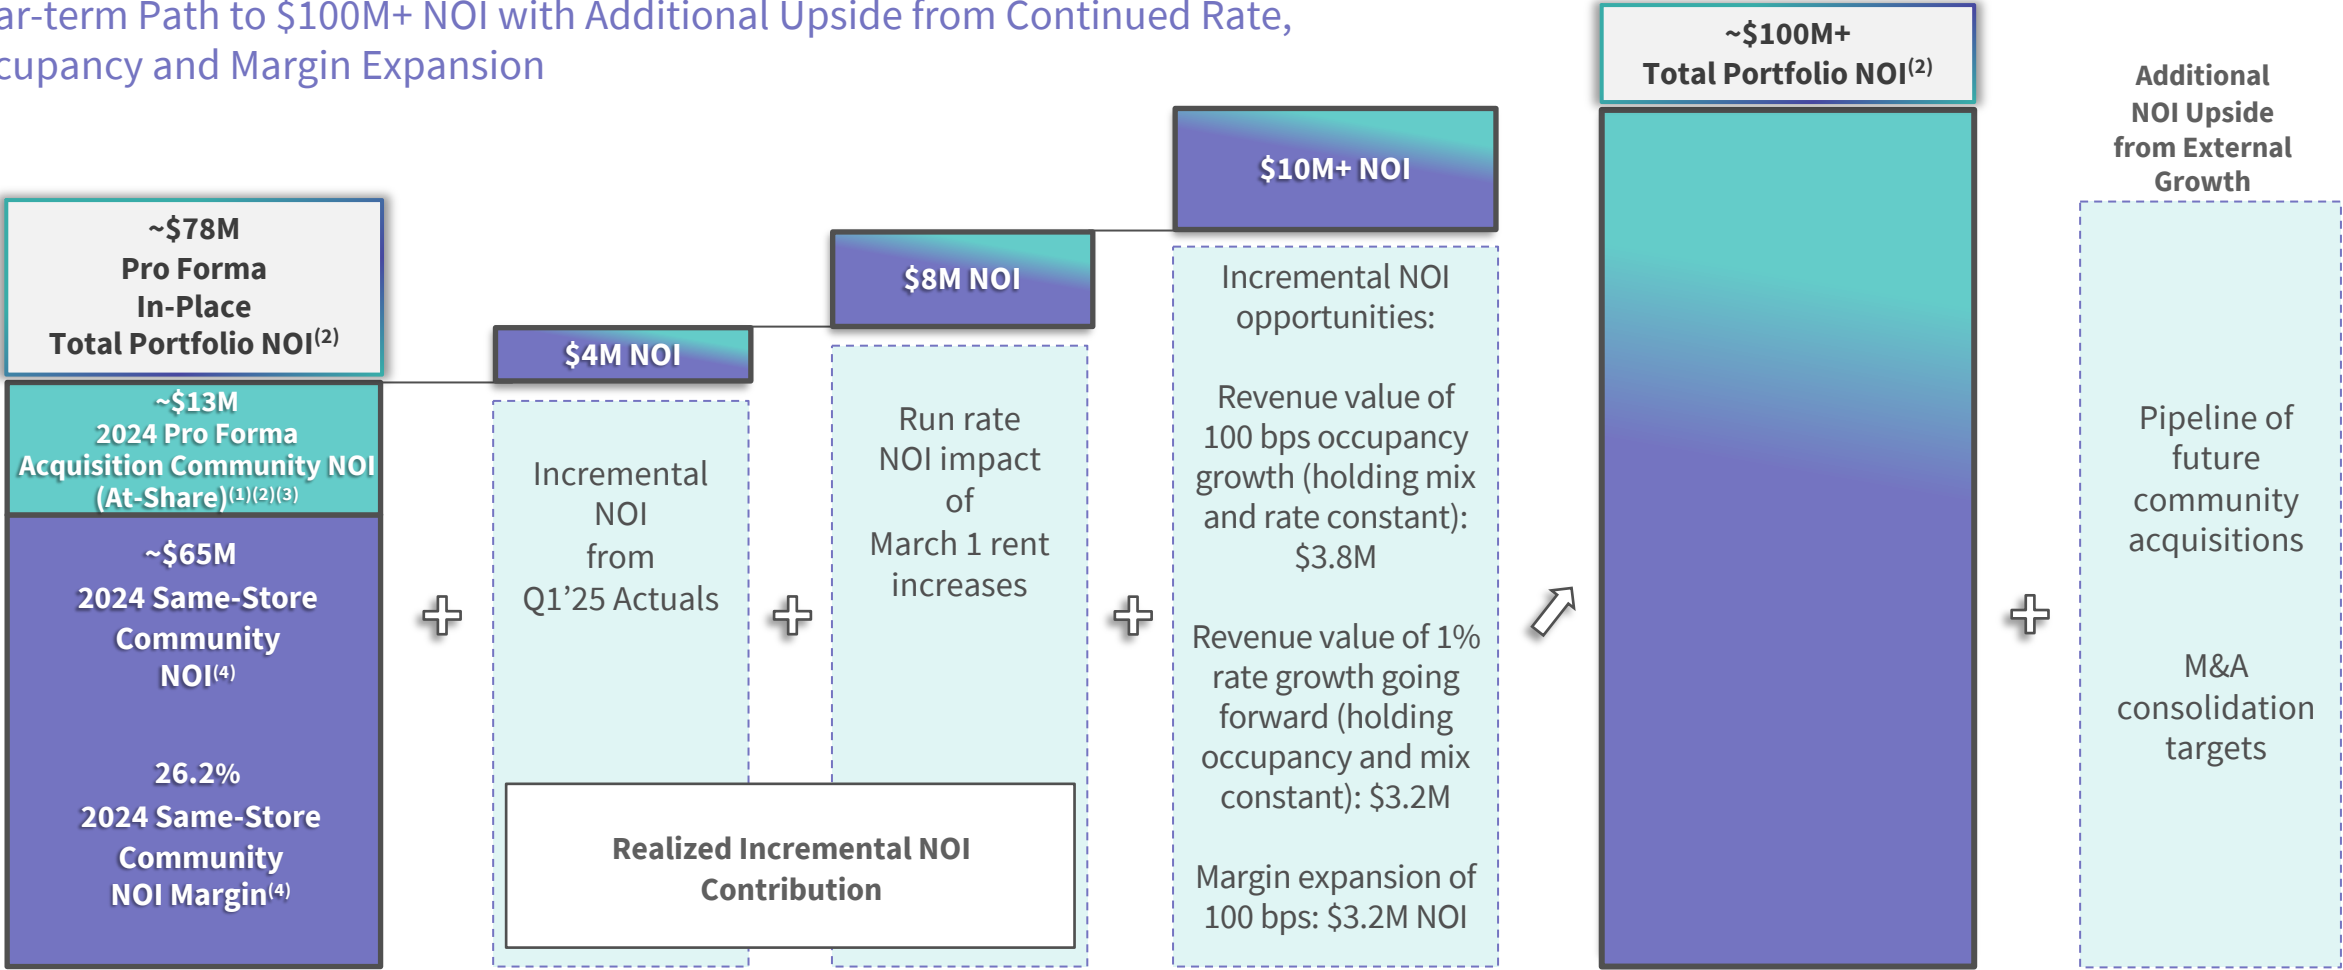 ar-term Path to $100M+ NOI with Additional Upside from Continued Rate,
cupancy and Margin Expansion
~$78M
Pro Forma
In-Place
Total Portfolio NOI(2)
~$13M
2024 Pro Forma
Acquisition Community NOI
(At-Share)(1)(2)(3)
~$65M
2024 Same-Store
Community
NOI(4)
26.2%
2024 Same-Store
Community
NOI Margin(4)
$4M NOI
Incremental
NOI
from
Q1’25 Actuals
$8M NOI
Run rate
NOI impact
of
March 1 rent
increases
Realized Incremental NOI
Contribution
$10M+ NOI
Incremental NOI
opportunities:
Revenue value of
100 bps occupancy
growth (holding mix
and rate constant):
$3.8M
Revenue value of 1%
rate growth going
forward (holding
occupancy and mix
constant): $3.2M
Margin expansion of
100 bps: $3.2M NOI
~$100M+
Total Portfolio NOI(2)
Additional
NOI Upside
from External
Growth
Pipeline of
future
community
acquisitions
M&A
consolidation
targets